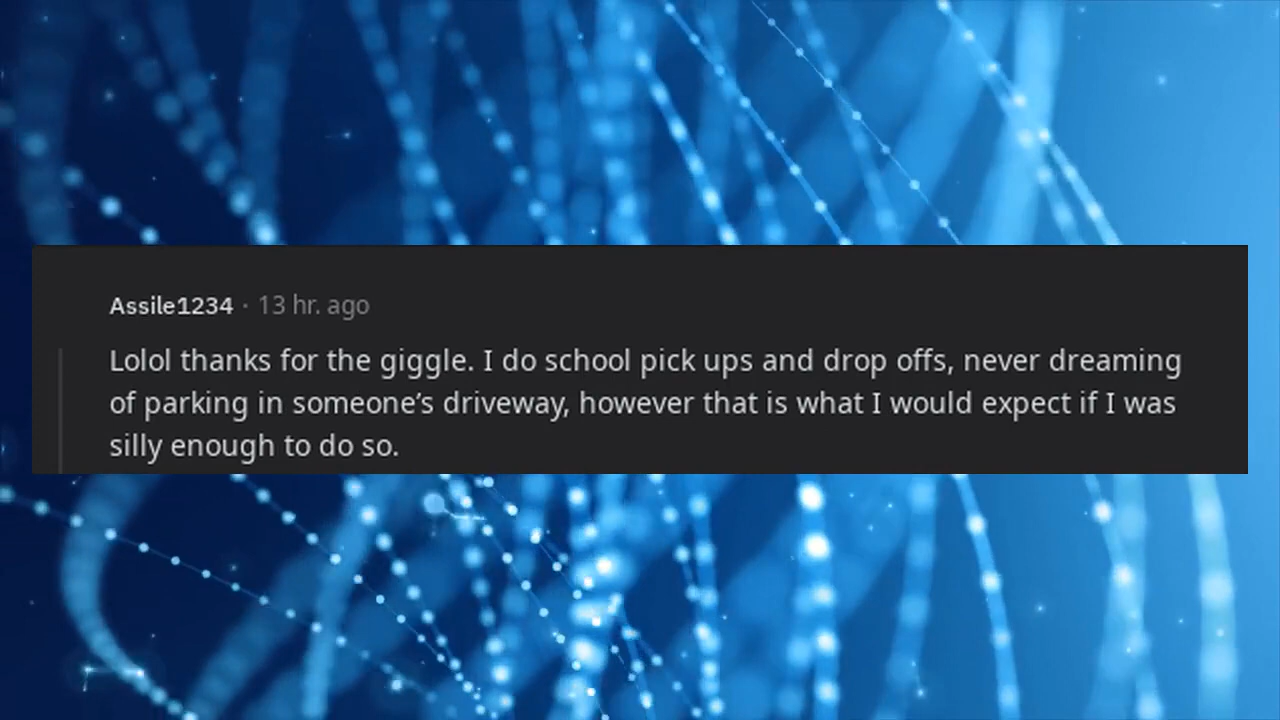 Assile1234 · 13 hr. ago
Lolol thanks for the giggle. I do school pick ups and drop offs, never dreaming
of parking in someone’s driveway, however that is what I would expect if I was
silly enough to do so.